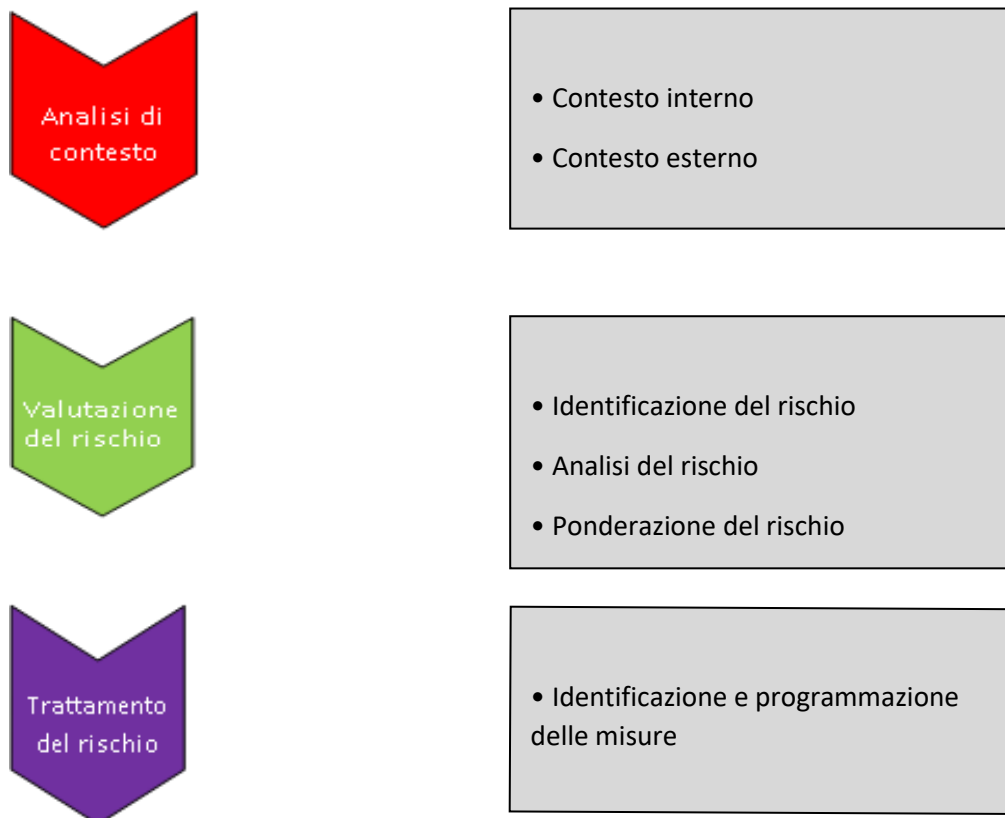 Analisi di
contesto
• Contesto interno
• Contesto esterno
Valutazione
del rischio
• Identificazione del rischio
• Analisi del rischio
• Ponderazione del rischio
Trattamento
del rischio
• Identificazione e programmazione
delle misure